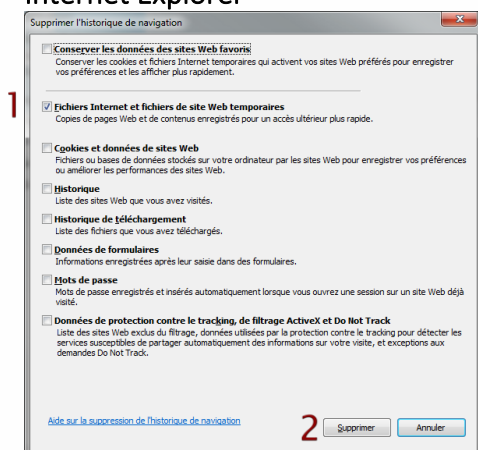 Internet Explorer
Supprimer l'historique de navigation
x
Conserver les données des sites Web favoris
Conserver les cookies et fichiers Internet temporaires qui activent vos sites Web préférés pour enregistrer
vos préférences et les afficher plus rapidement.
1
Fichiers Internet et fichiers de site Web temporaires
Copies de pages Web et de contenus enregistrés pour un accès ultérieur plus rapide.
Cookies et données de sites Web
Fichiers ou bases de données stockés sur votre ordinateur par les sites Web pour enregistrer vos préférences
ou améliorer les performances des sites Web.
Historique
Liste des sites Web que vous avez visités.
Historique de téléchargement
Liste des fichiers que vous avez téléchargés.
Données de formulaires
Informations enregistrées après leur saisie dans des formulaires.
Mots de passe
Mots de passe enregistrés et insérés automatiquement lorsque vous ouvrez une session sur un site Web déjà
visité.
Données de protection contre le tracking, de filtrage ActiveX et Do Not Track
Liste des sites Web exclus du filtrage, données utilisées par la protection contre le tracking pour détecter les
services susceptibles de partager automatiquement des informations sur votre visite, et exceptions aux
demandes Do Not Track.
Aide sur la suppression de l'historique de navigation
2 Supprimer Annuler